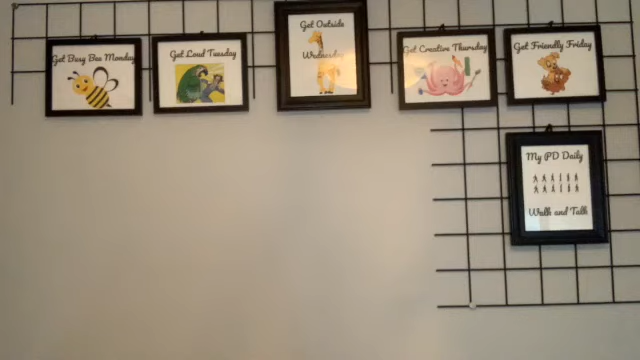 Get Busy Bee Monday
Get Loud Tuesday
Get Outside
Wednesday
Get Creative Thursday
Get Friendly Friday
My PD Daily
Walk and Talk